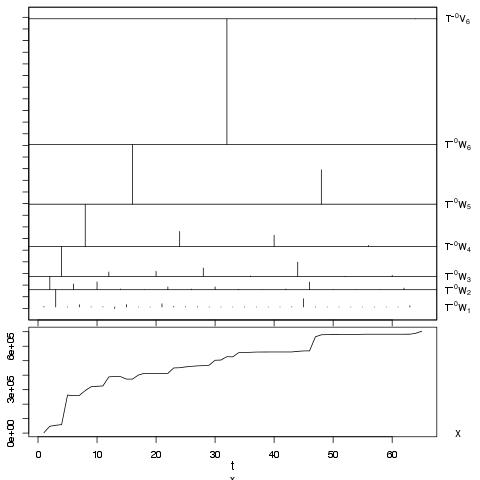 T⁻⁰V₆
T⁻⁰W₆
T⁻⁰W₅
T⁻⁰W₄
T⁻⁰W₃
T⁻⁰W₂
T⁻⁰W₁
6e+05
3e+05
0e+00
X
0 10 20 30 40 50 60
t
x